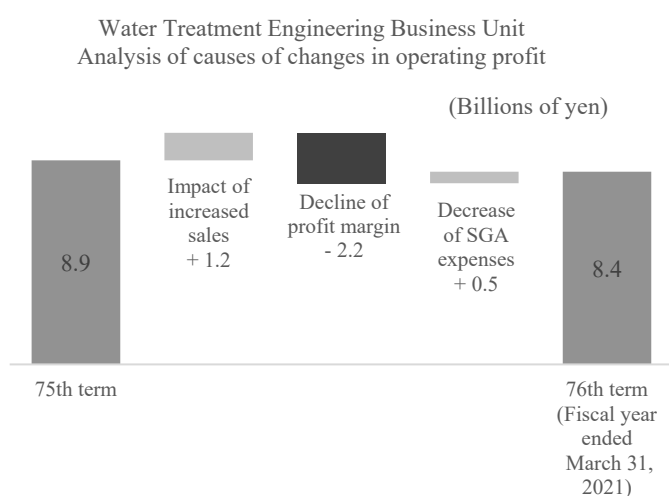 Water Treatment Engineering Business Unit
Analysis of causes of changes in operating profit
(Billions of yen)
8.9
Impact of
increased
sales
+ 1.2
Decline of
profit margin
- 2.2
Decrease
of SGA
expenses
+ 0.5
8.4
75th term
76th term
(Fiscal year
ended
March 31,
2021)